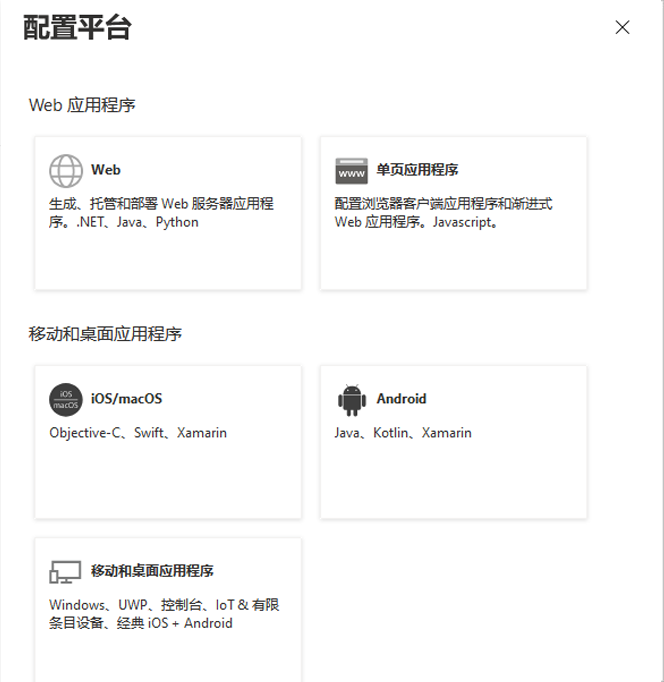 配置平台
Web 应用程序
Web
生成、托管和部署 Web 服务器应用程
序。.NET、Java、Python
www
单页应用程序
配置浏览器客户端应用程序和渐进式
Web 应用程序。Javascript。
移动和桌面应用程序
iOS
macOS
iOS/macOS
Objective-C、Swift、Xamarin
Android
Java、Kotlin、Xamarin
移动和桌面应用程序
Windows、UWP、控制台、IoT & 有限
条目设备、经典 iOS + Android